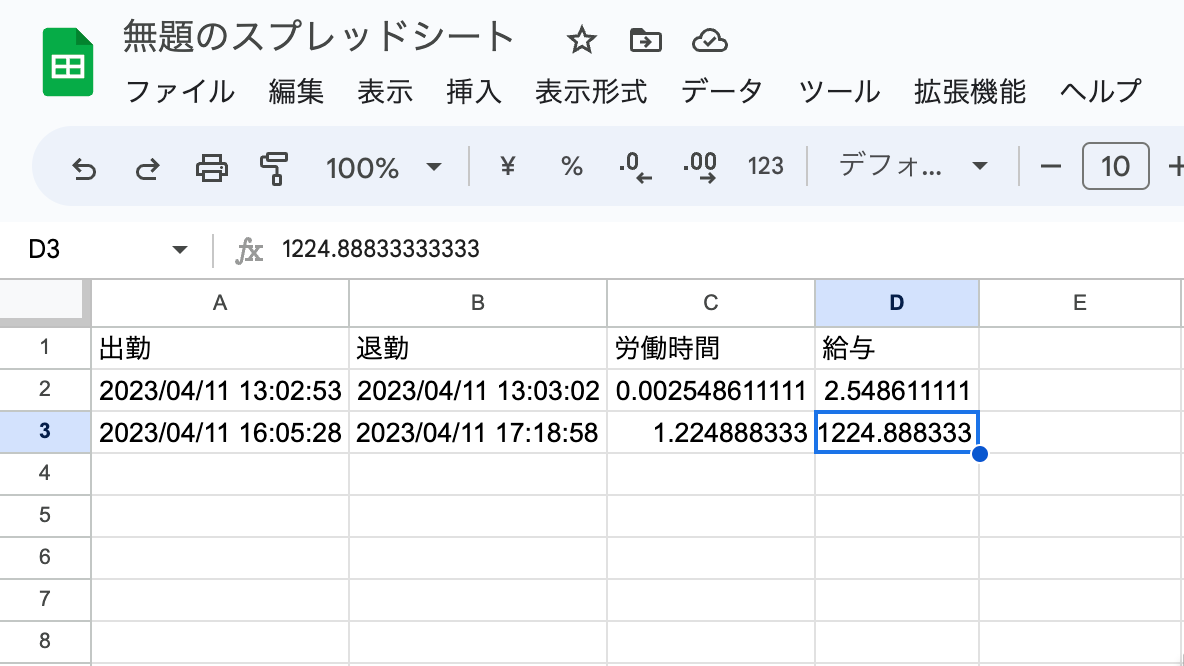 無題のスプレッドシート
ファイル 編集 表示 挿入 表示形式 データ ツール 拡張機能 ヘルプ
100% ¥ % .0 .00 123 デフォ... 10
D3 fx 1224.88833333333
A B C D E
1 出勤 退勤 労働時間 給与
2 2023/04/11 13:02:53 2023/04/11 13:03:02 0.002548611111 2.548611111
3 2023/04/11 16:05:28 2023/04/11 17:18:58 1.224888333 1224.888333
4
5
6
7
8